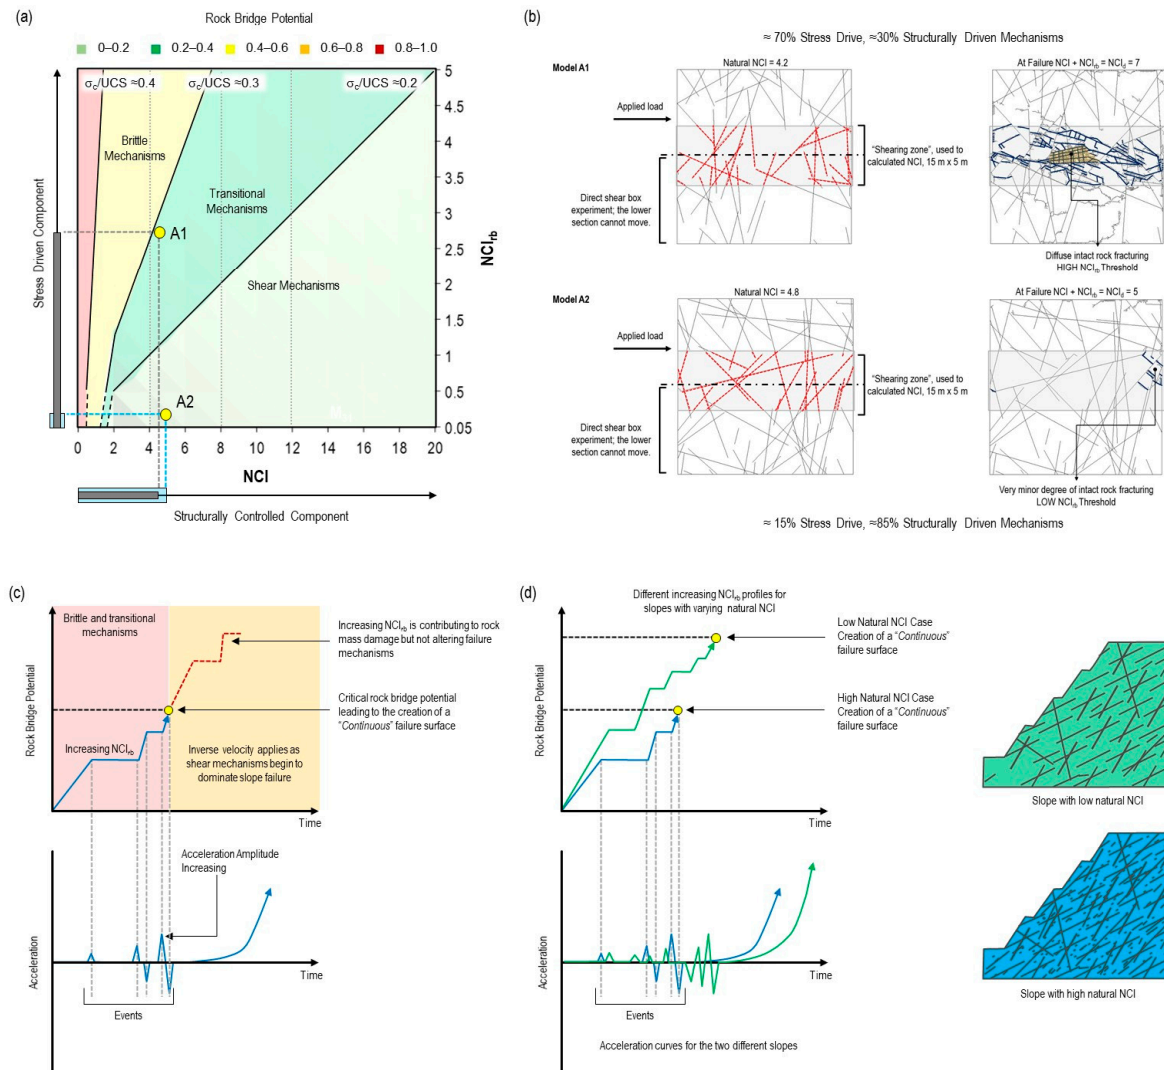 (a)
Rock Bridge Potential
0–0.2
0.2–0.4
0.4–0.6
0.6–0.8
0.8–1.0
σc/UCS ≈0.4
σc/UCS ≈0.3
σc/UCS ≈0.2
Brittle
Mechanisms
Transitional
Mechanisms
Shear Mechanisms
A1
A2
Stress Driven Component
5
4.5
4
3.5
3
2.5
2
1.5
1
0.5
0.05
NCIrb
0
2
4
6
8
10
12
14
16
18
20
NCI
Structurally Controlled Component
(b)
≈ 70% Stress Drive, ≈30% Structurally Driven Mechanisms
Model A1
Natural NCI = 4.2
At Failure NCI + NCIrb = NCId = 7
Applied load
"Shearing zone", used to
calculated NCI, 15 m x 5 m
Direct shear box
experiment; the lower
section cannot move.
Diffuse intact rock fracturing
HIGH NCIrb Threshold
Model A2
Natural NCI = 4.8
At Failure NCI + NCIrb = NCId = 5
Applied load
"Shearing zone", used to
calculated NCI, 15 m x 5 m
Direct shear box
experiment; the lower
section cannot move.
Very minor degree of intact rock fracturing
LOW NCIrb Threshold
≈ 15% Stress Drive, ≈85% Structurally Driven Mechanisms
(c)
Brittle and transitional
mechanisms
Increasing NCIrb is contributing to rock
mass damage but not altering failure
mechanisms
Critical rock bridge potential
leading to the creation of a
"Continuous" failure surface
Increasing NCIrb
Inverse velocity applies as
shear mechanisms begin to
dominate slope failure
Rock Bridge Potential
Time
Acceleration Amplitude
Increasing
Acceleration
Time
Events
(d)
Different increasing NCIrb profiles for
slopes with varying natural NCI
Low Natural NCI Case
Creation of a "Continuous"
failure surface
High Natural NCI Case
Creation of a "Continuous"
failure surface
Rock Bridge Potential
Time
Slope with low natural NCI
Acceleration
Time
Events
Acceleration curves for the two different slopes
Slope with high natural NCI